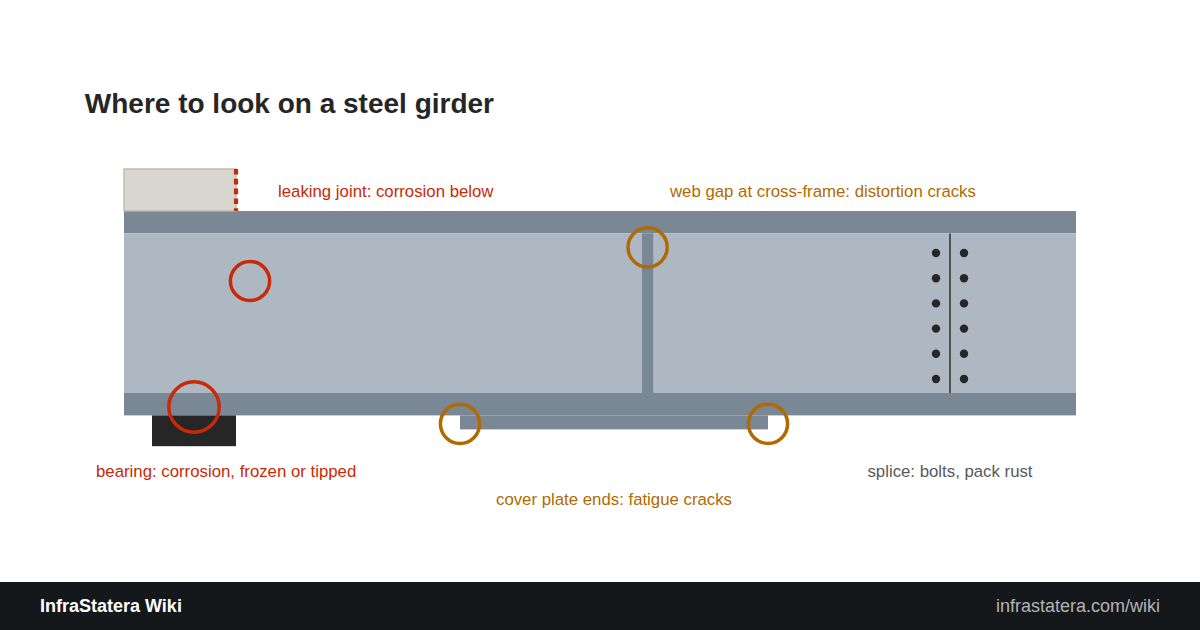 Where to look on a steel girder
leaking joint: corrosion below
web gap at cross-frame: distortion cracks
bearing: corrosion, frozen or tipped
splice: bolts, pack rust
cover plate ends: fatigue cracks
InfraStatera Wiki
infrastatera.com/wiki